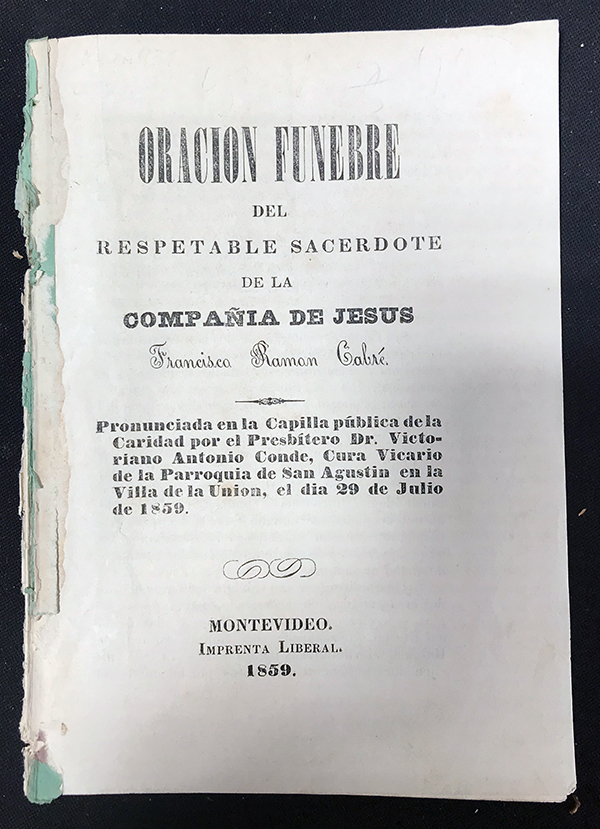 ORACION FUNEBRE
DEL
RESPETABLE SACERDOTE
DE LA
COMPAÑIA DE JESUS
Francisco Ramon Cabré.
Pronunciada en la Capilla pública de la
Caridad por el Presbítero Dr. Victo-
riano Antonio Conde, Cura Vicario
de la Parroquia de San Agustin en la
Villa de la Union, el dia 29 de Julio
de 1859.
MONTEVIDEO.
IMPRENTA LIBERAL.
1859.